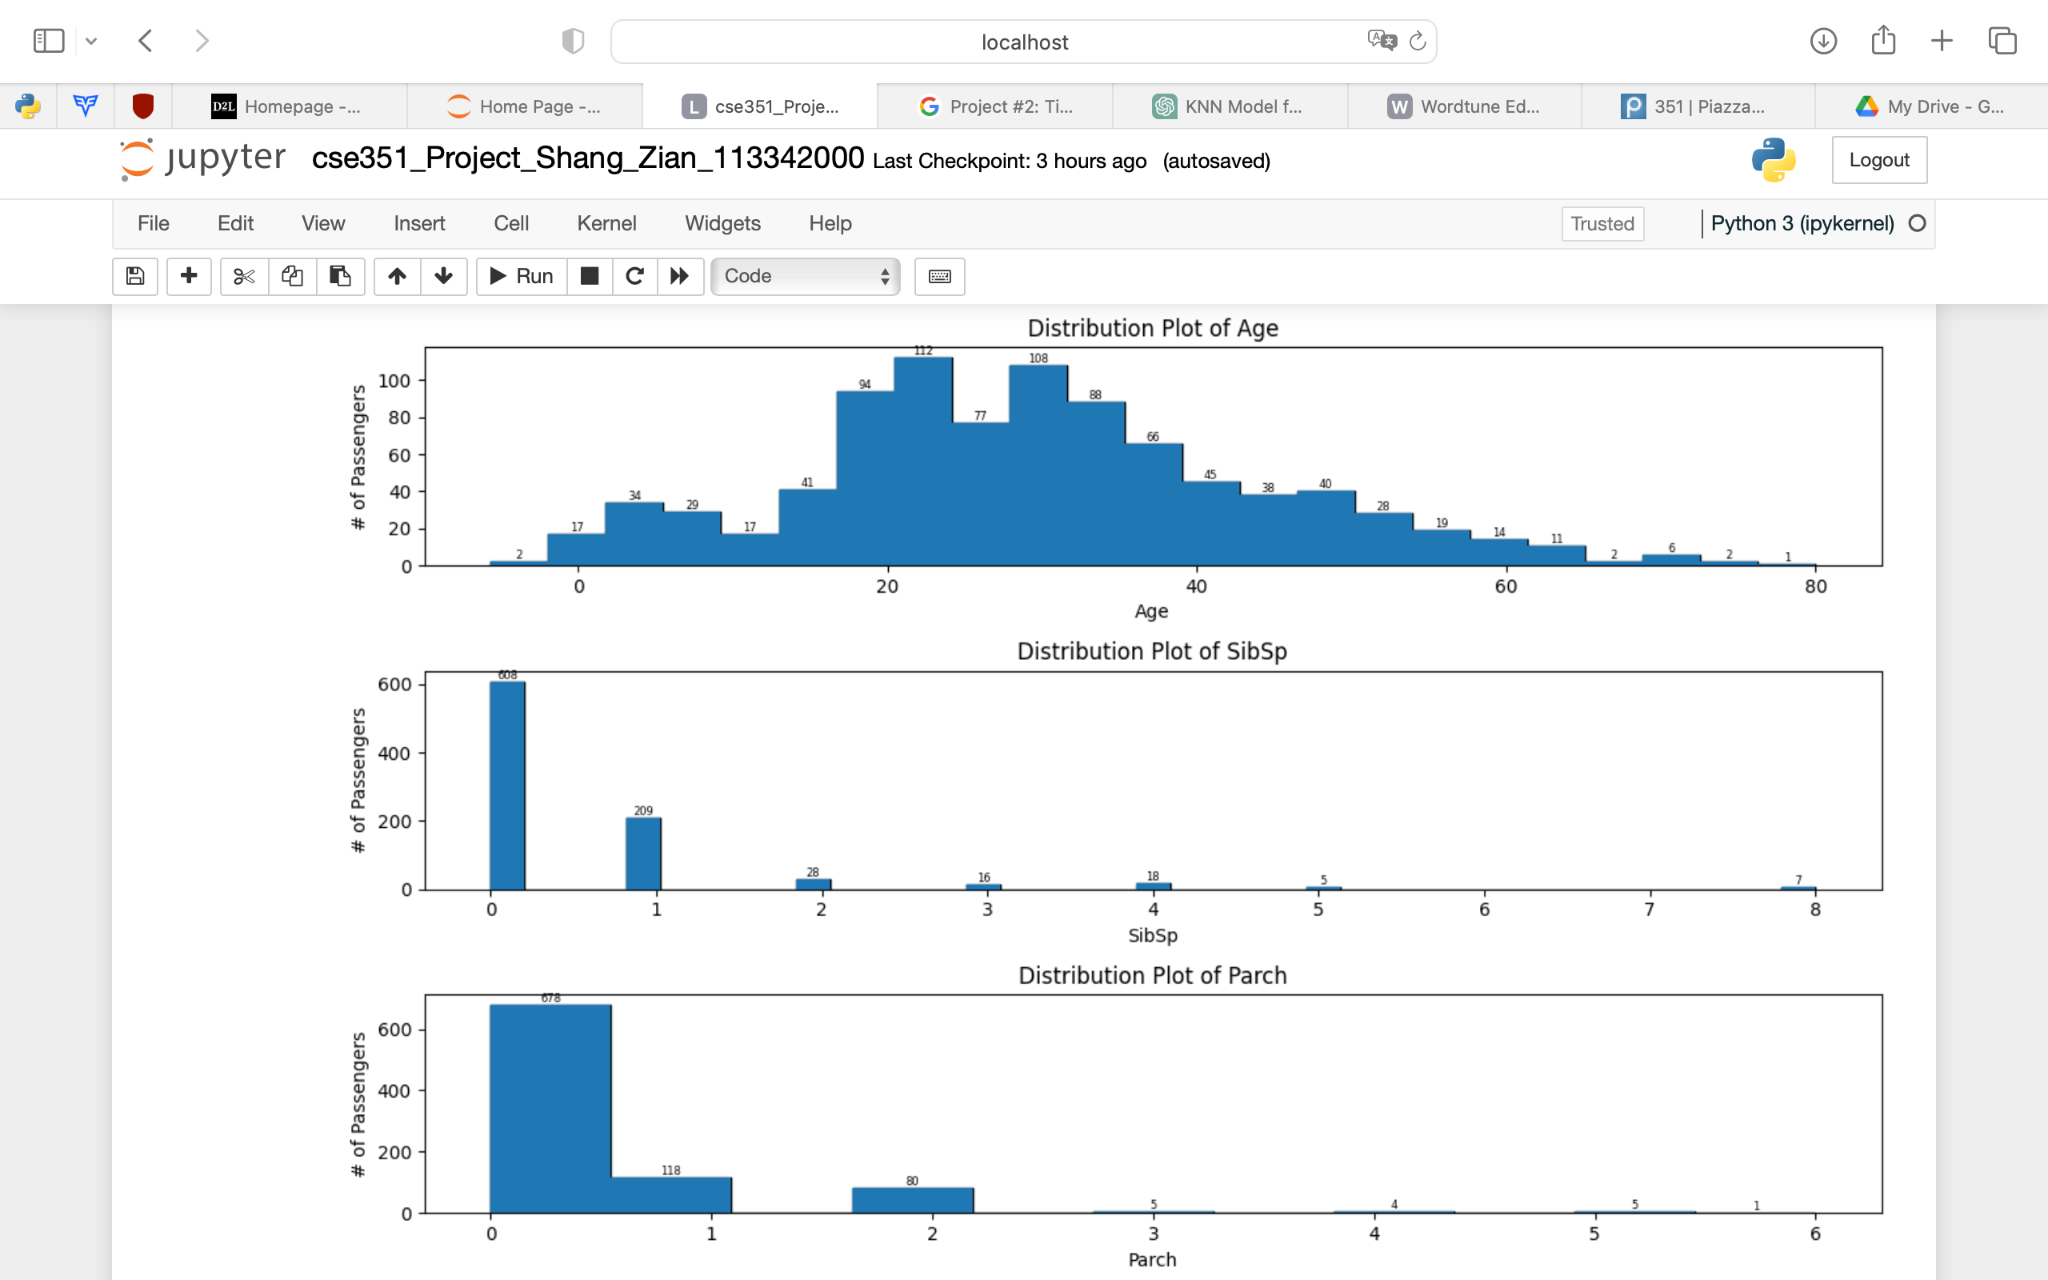 localhost
D2L Homepage -...
Home Page -...
L cse351_Proje...
G Project #2: Ti...
KNN Model f...
W Wordtune Ed...
P 351 | Piazza...
My Drive - G...
jupyter cse351_Project_Shang_Zian_113342000 Last Checkpoint: 3 hours ago (autosaved)
Logout
File Edit View Insert Cell Kernel Widgets Help
Trusted
Python 3 (ipykernel)
Run
Code
Distribution Plot of Age
# of Passengers
100
80
60
40
20
0
2 17 34 29 17 41 94 112 77 108 88 66 45 38 40 28 19 14 11 2 6 2 1
0 20 40 60 80
Age
Distribution Plot of SibSp
# of Passengers
600
400
200
0
608 209 28 16 18 5 7
0 1 2 3 4 5 6 7 8
SibSp
Distribution Plot of Parch
# of Passengers
600
400
200
0
678 118 80 5 4 5 1
0 1 2 3 4 5 6
Parch